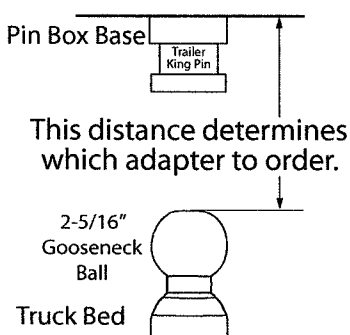 Pin Box Base
Trailer
King Pin
This distance determines
which adapter to order.
2-5/16"
Gooseneck
Ball
Truck Bed